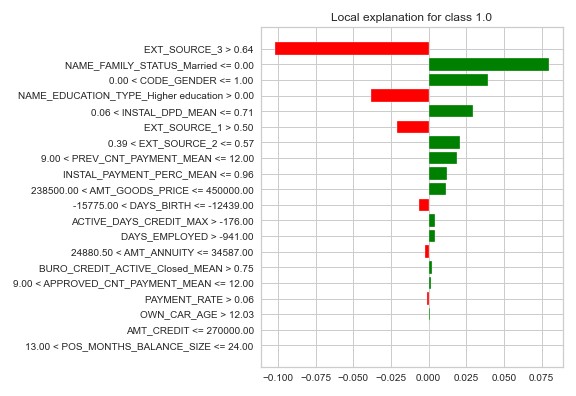 Local explanation for class 1.0
EXT_SOURCE_3 > 0.64
NAME_FAMILY_STATUS_Married <= 0.00
0.00 < CODE_GENDER <= 1.00
NAME_EDUCATION_TYPE_Higher education > 0.00
0.06 < INSTAL_DPD_MEAN <= 0.71
EXT_SOURCE_1 > 0.50
0.39 < EXT_SOURCE_2 <= 0.57
9.00 < PREV_CNT_PAYMENT_MEAN <= 12.00
INSTAL_PAYMENT_PERC_MEAN <= 0.96
238500.00 < AMT_GOODS_PRICE <= 450000.00
-15775.00 < DAYS_BIRTH <= -12439.00
ACTIVE_DAYS_CREDIT_MAX > -176.00
DAYS_EMPLOYED > -941.00
24880.50 < AMT_ANNUITY <= 34587.00
BURO_CREDIT_ACTIVE_Closed_MEAN > 0.75
9.00 < APPROVED_CNT_PAYMENT_MEAN <= 12.00
PAYMENT_RATE > 0.06
OWN_CAR_AGE > 12.03
AMT_CREDIT <= 270000.00
13.00 < POS_MONTHS_BALANCE_SIZE <= 24.00
−0.100 −0.075 −0.050 −0.025 0.000 0.025 0.050 0.075